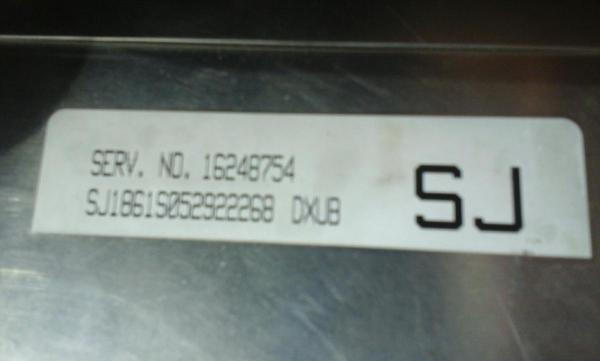 SERV. NO. 16248754
SJ1861S052922268 DXUB
SJ